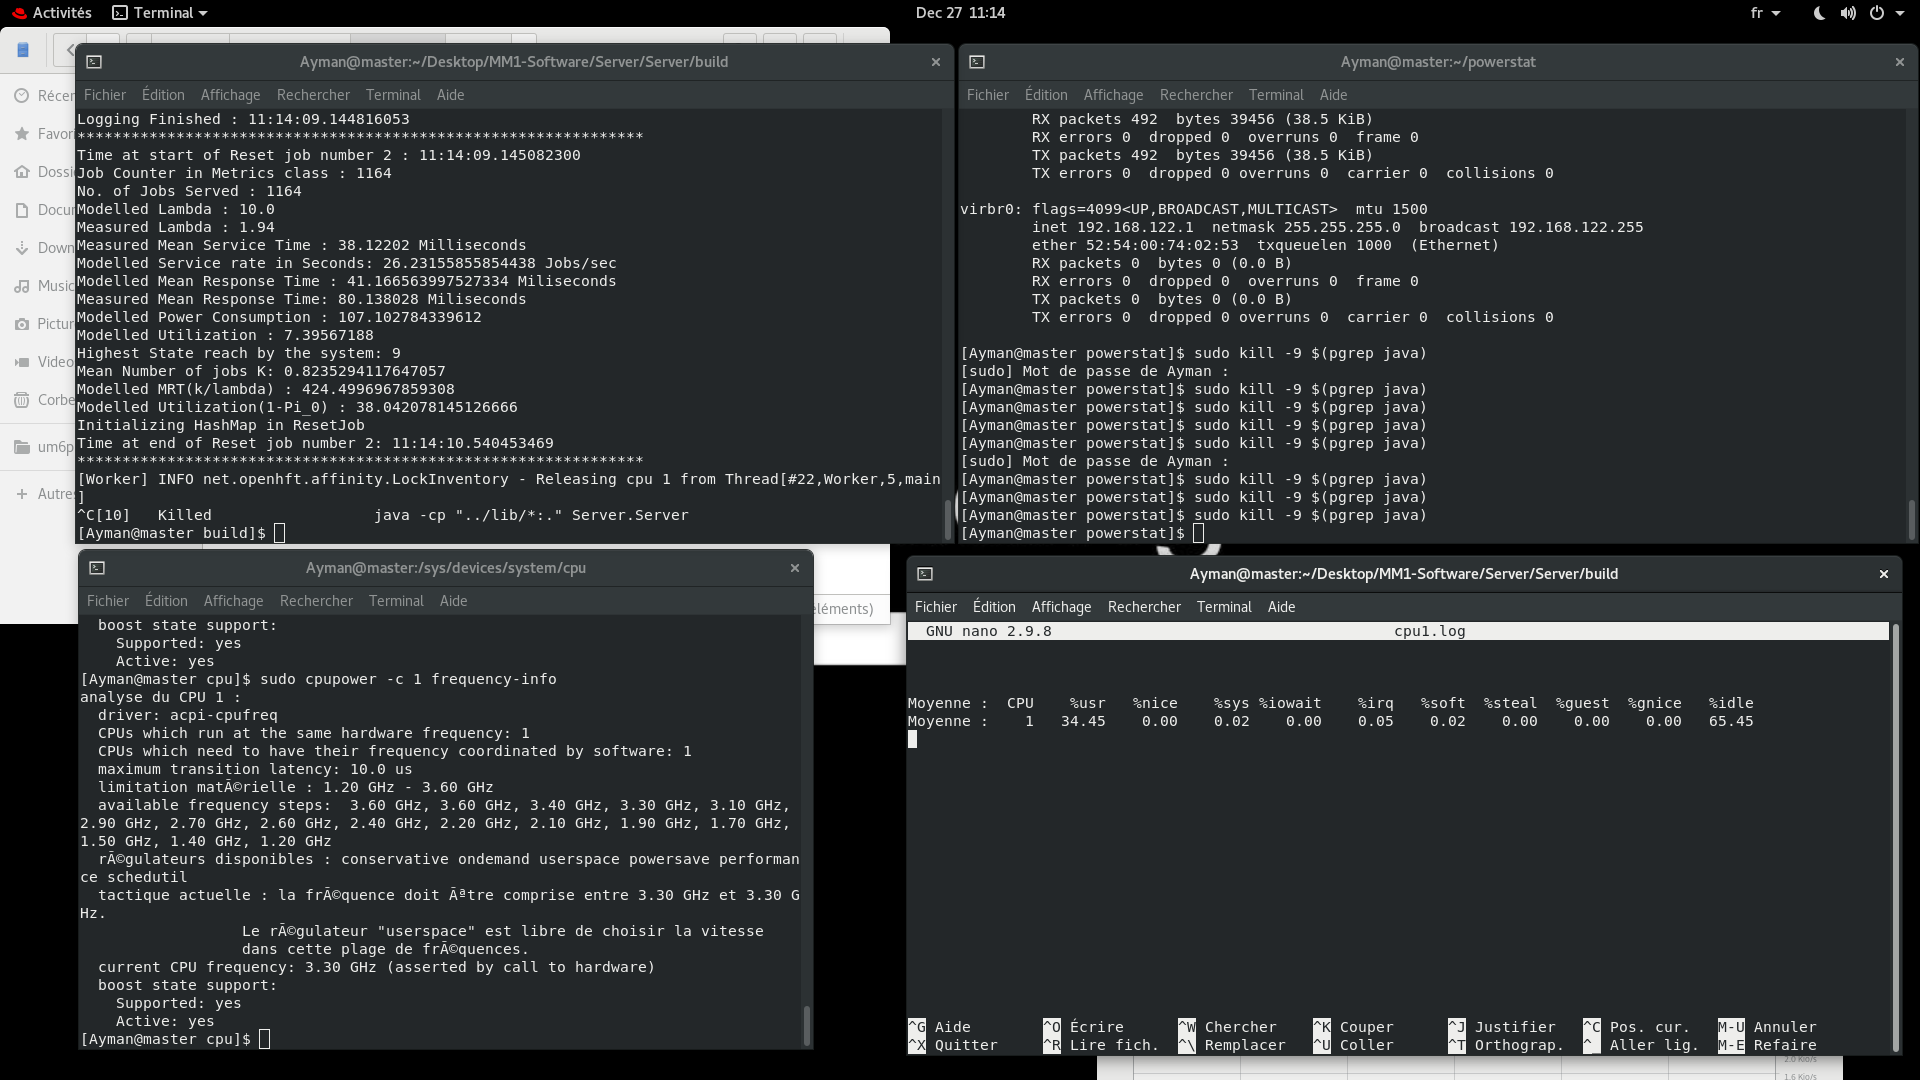 Activités
Terminal
Dec 27 11:14
fr
Ayman@master:~/Desktop/MM1-Software/Server/Server/build
Fichier Édition Affichage Rechercher Terminal Aide
Logging Finished : 11:14:09.144816053
***************************************************************
Time at start of Reset job number 2 : 11:14:09.145082300
Job Counter in Metrics class : 1164
No. of Jobs Served : 1164
Modelled Lambda : 10.0
Measured Lambda : 1.94
Measured Mean Service Time : 38.12202 Milliseconds
Modelled Service rate in Seconds: 26.23155855854438 Jobs/sec
Modelled Mean Response Time : 41.166563997527334 Miliseconds
Measured Mean Response Time: 80.138028 Miliseconds
Modelled Power Consumption : 107.102784339612
Modelled Utilization : 7.39567188
Highest State reach by the system: 9
Mean Number of jobs K: 0.8235294117647057
Modelled MRT(k/lambda) : 424.4996967859308
Modelled Utilization(1-Pi_0) : 38.042078145126666
Initializing HashMap in ResetJob
Time at end of Reset job number 2: 11:14:10.540453469
***************************************************************
[Worker] INFO net.openhft.affinity.LockInventory - Releasing cpu 1 from Thread[#22,Worker,5,main
]
^C[10]   Killed                  java -cp "../lib/*:." Server.Server
[Ayman@master build]$
Ayman@master:~/powerstat
Fichier Édition Affichage Rechercher Terminal Aide
RX packets 492  bytes 39456 (38.5 KiB)
RX errors 0  dropped 0  overruns 0  frame 0
TX packets 492  bytes 39456 (38.5 KiB)
TX errors 0  dropped 0 overruns 0  carrier 0  collisions 0
virbr0: flags=4099<UP,BROADCAST,MULTICAST>  mtu 1500
inet 192.168.122.1  netmask 255.255.255.0  broadcast 192.168.122.255
ether 52:54:00:74:02:53  txqueuelen 1000  (Ethernet)
RX packets 0  bytes 0 (0.0 B)
RX errors 0  dropped 0  overruns 0  frame 0
TX packets 0  bytes 0 (0.0 B)
TX errors 0  dropped 0 overruns 0  carrier 0  collisions 0
[Ayman@master powerstat]$ sudo kill -9 $(pgrep java)
[sudo] Mot de passe de Ayman :
[Ayman@master powerstat]$ sudo kill -9 $(pgrep java)
[Ayman@master powerstat]$ sudo kill -9 $(pgrep java)
[Ayman@master powerstat]$ sudo kill -9 $(pgrep java)
[Ayman@master powerstat]$ sudo kill -9 $(pgrep java)
[sudo] Mot de passe de Ayman :
[Ayman@master powerstat]$ sudo kill -9 $(pgrep java)
[Ayman@master powerstat]$ sudo kill -9 $(pgrep java)
[Ayman@master powerstat]$ sudo kill -9 $(pgrep java)
[Ayman@master powerstat]$
Récen
Favori
Dossi
Docum
Down
Music
Pictur
Video
Corbe
um6p
Autres
Ayman@master:/sys/devices/system/cpu
Fichier Édition Affichage Rechercher Terminal Aide
boost state support:
Supported: yes
Active: yes
[Ayman@master cpu]$ sudo cpupower -c 1 frequency-info
analyse du CPU 1 :
driver: acpi-cpufreq
CPUs which run at the same hardware frequency: 1
CPUs which need to have their frequency coordinated by software: 1
maximum transition latency: 10.0 us
limitation matÃ©rielle : 1.20 GHz - 3.60 GHz
available frequency steps:  3.60 GHz, 3.60 GHz, 3.40 GHz, 3.30 GHz, 3.10 GHz,
2.90 GHz, 2.70 GHz, 2.60 GHz, 2.40 GHz, 2.20 GHz, 2.10 GHz, 1.90 GHz, 1.70 GHz,
1.50 GHz, 1.40 GHz, 1.20 GHz
rÃ©gulateurs disponibles : conservative ondemand userspace powersave performan
ce schedutil
tactique actuelle : la frÃ©quence doit Ãªtre comprise entre 3.30 GHz et 3.30 G
Hz.
Le rÃ©gulateur "userspace" est libre de choisir la vitesse
dans cette plage de frÃ©quences.
current CPU frequency: 3.30 GHz (asserted by call to hardware)
boost state support:
Supported: yes
Active: yes
[Ayman@master cpu]$
eléments)
Ayman@master:~/Desktop/MM1-Software/Server/Server/build
Fichier Édition Affichage Rechercher Terminal Aide
GNU nano 2.9.8 cpu1.log
Moyenne :  CPU    %usr   %nice    %sys %iowait    %irq   %soft  %steal  %guest  %gnice   %idle
Moyenne :    1   34.45    0.00    0.02    0.00    0.05    0.02    0.00    0.00    0.00   65.45
^G Aide ^O Écrire ^W Chercher ^K Couper ^J Justifier ^C Pos. cur. M-U Annuler
^X Quitter ^R Lire fich. ^\ Remplacer ^U Coller ^T Orthograp. ^_ Aller lig. M-E Refaire
2.0 Kio/s
1.6 Kio/s